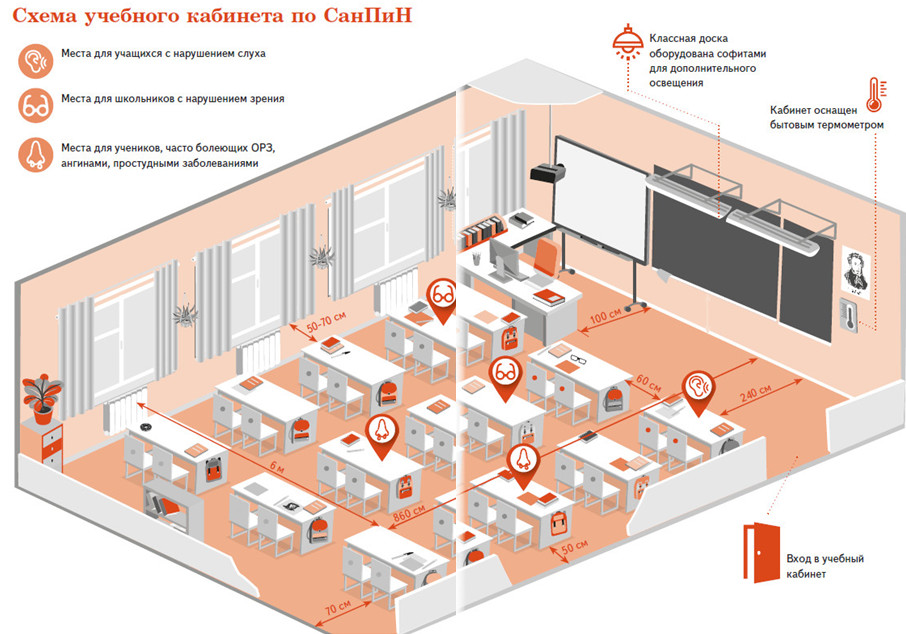 Схема учебного кабинета по СанПиН
Места для учащихся с нарушением слуха
Места для школьников с нарушением зрения
Места для учеников, часто болеющих ОРЗ,
ангинами, простудными заболеваниями
Классная доска
оборудована софитами
для дополнительного
освещения
Кабинет оснащен
бытовым термометром
50-70 см
100 см
60 см
240 см
6 м
860 см
50 см
70 см
Вход в учебный
кабинет